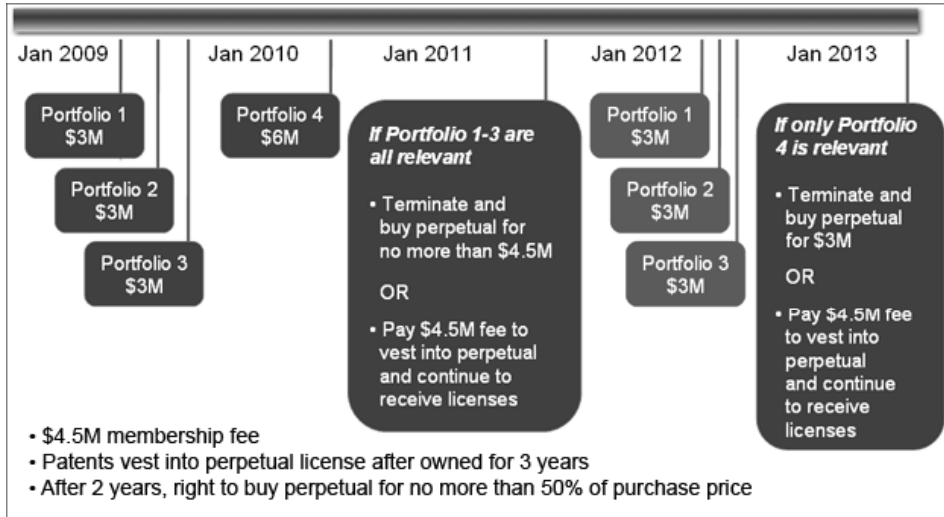 Jan 2009
Jan 2010
Jan 2011
Jan 2012
Jan 2013
Portfolio 1
$3M
Portfolio 2
$3M
Portfolio 3
$3M
Portfolio 4
$6M
If Portfolio 1-3 are
all relevant
• Terminate and
buy perpetual for
no more than $4.5M
OR
• Pay $4.5M fee to
vest into perpetual
and continue to
receive licenses
Portfolio 1
$3M
Portfolio 2
$3M
Portfolio 3
$3M
If only Portfolio
4 is relevant
• Terminate and
buy perpetual
for $3M
OR
• Pay $4.5M fee
to vest into
perpetual
and continue
to receive
licenses
• $4.5M membership fee
• Patents vest into perpetual license after owned for 3 years
• After 2 years, right to buy perpetual for no more than 50% of purchase price